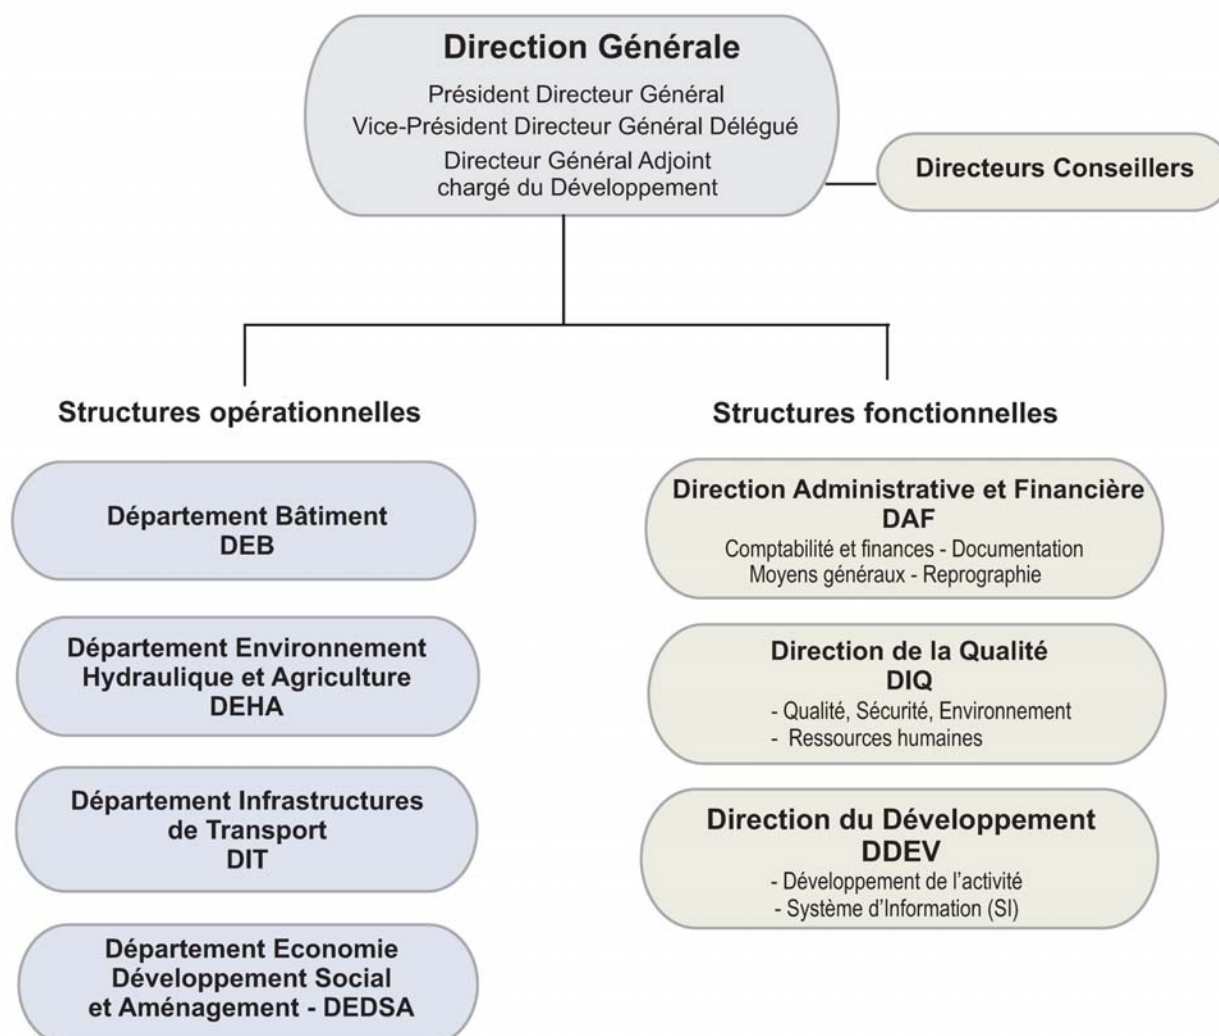 Direction Générale
Président Directeur Général
Vice-Président Directeur Général Délégué
Directeur Général Adjoint
chargé du Développement
Directeurs Conseillers
Structures opérationnelles
Département Bâtiment
DEB
Département Environnement
Hydraulique et Agriculture
DEHA
Département Infrastructures
de Transport
DIT
Département Economie
Développement Social
et Aménagement - DEDSA
Structures fonctionnelles
Direction Administrative et Financière
DAF
Comptabilité et finances - Documentation
Moyens généraux - Reprographie
Direction de la Qualité
DIQ
- Qualité, Sécurité, Environnement
- Ressources humaines
Direction du Développement
DDEV
- Développement de l'activité
- Système d'Information (SI)